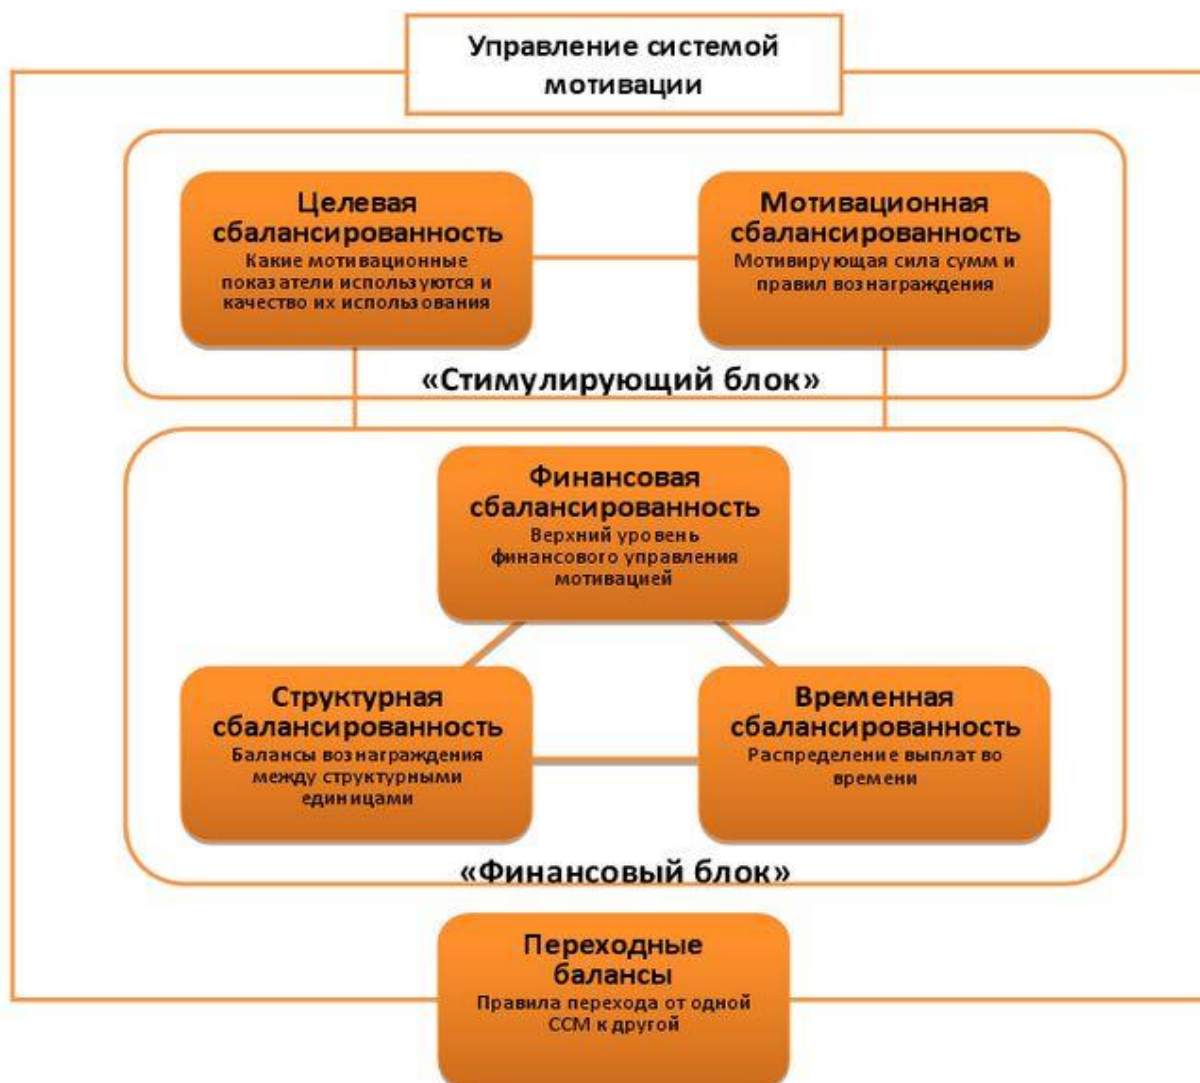 Управление системой
мотивации
Целевая
сбалансированность
Какие мотивационные
показатели используются и
качество их использования
Мотивационная
сбалансированность
Мотивирующая сила сумм и
правил вознаграждения
«Стимулирующий блок»
Финансовая
сбалансированность
Верхний уровень
финансового управления
мотивацией
Структурная
сбалансированность
Балансы вознаграждения
между структурными
единицами
Временная
сбалансированность
Распределение выплат во
времени
«Финансовый блок»
Переходные
балансы
Правила перехода от одной
ССМ к другой